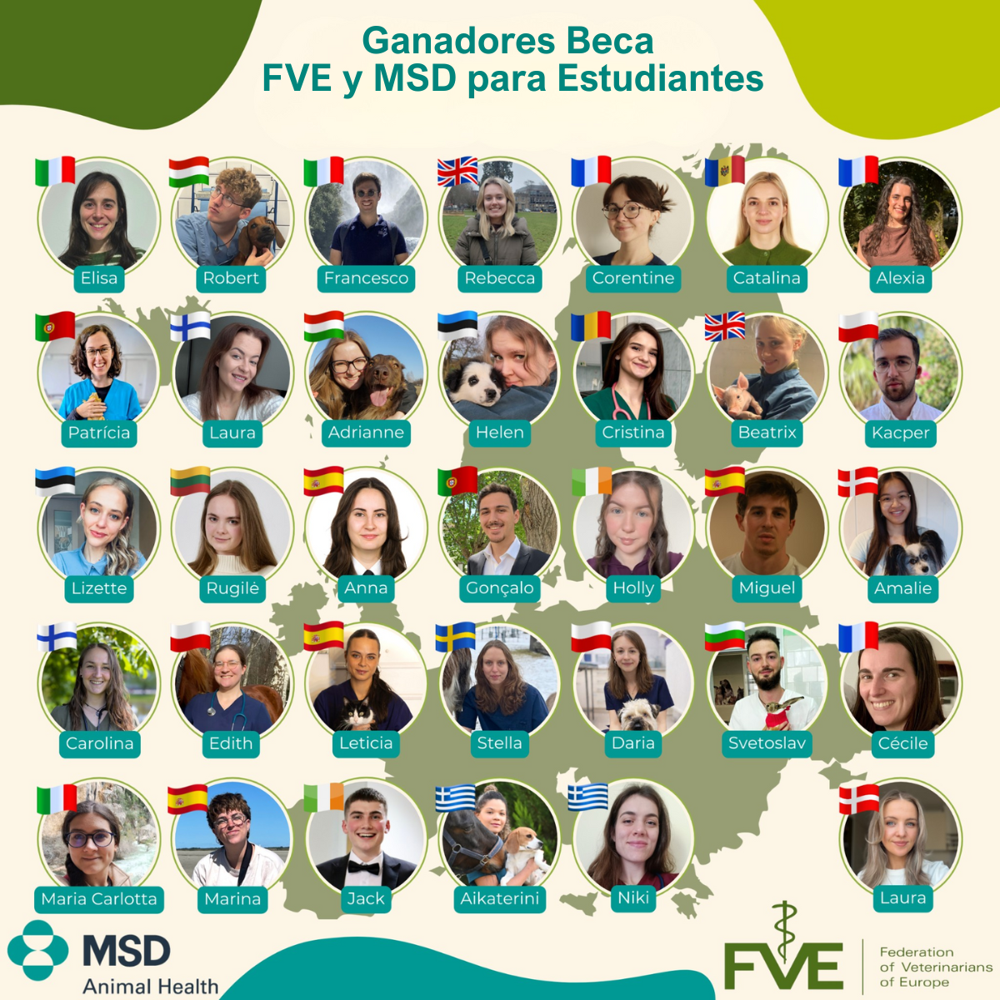 Ganadores Beca
FVE y MSD para Estudiantes
Elisa
Robert
Francesco
Rebecca
Corentine
Catalina
Alexia
Patrícia
Laura
Adrianne
Helen
Cristina
Beatrix
Kacper
Lizette
Rugilė
Anna
Gonçalo
Holly
Miguel
Amalie
Carolina
Edith
Leticia
Stella
Daria
Svetoslav
Cécile
Maria Carlotta
Marina
Jack
Aikaterini
Niki
Laura
MSD
Animal Health
FVE
Federation
of Veterinarians
of Europe